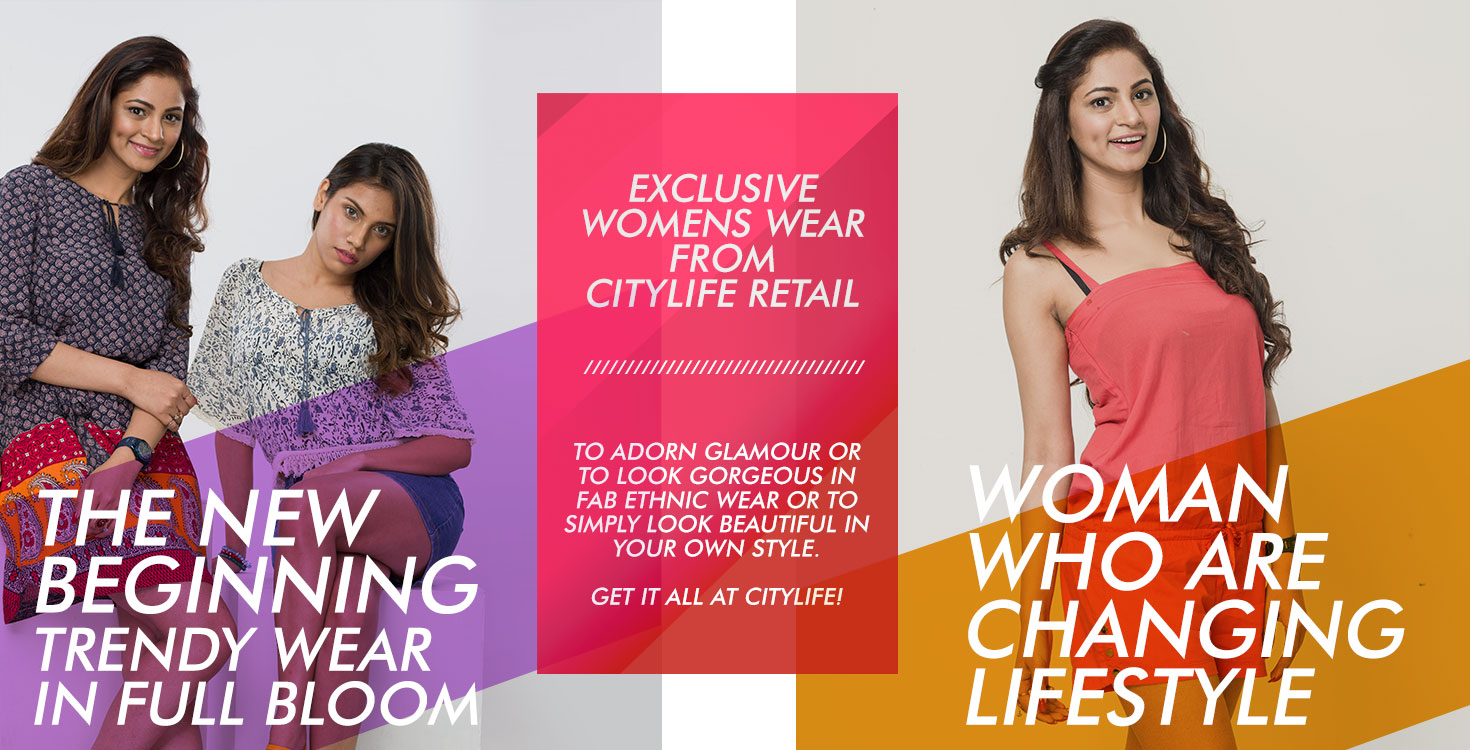 THE NEW
BEGINNING
TRENDY WEAR
IN FULL BLOOM
EXCLUSIVE
WOMENS WEAR
FROM
CITYLIFE RETAIL
TO ADORN GLAMOUR OR
TO LOOK GORGEOUS IN
FAB ETHNIC WEAR OR TO
SIMPLY LOOK BEAUTIFUL IN
YOUR OWN STYLE.
GET IT ALL AT CITYLIFE!
WOMAN
WHO ARE
CHANGING
LIFESTYLE